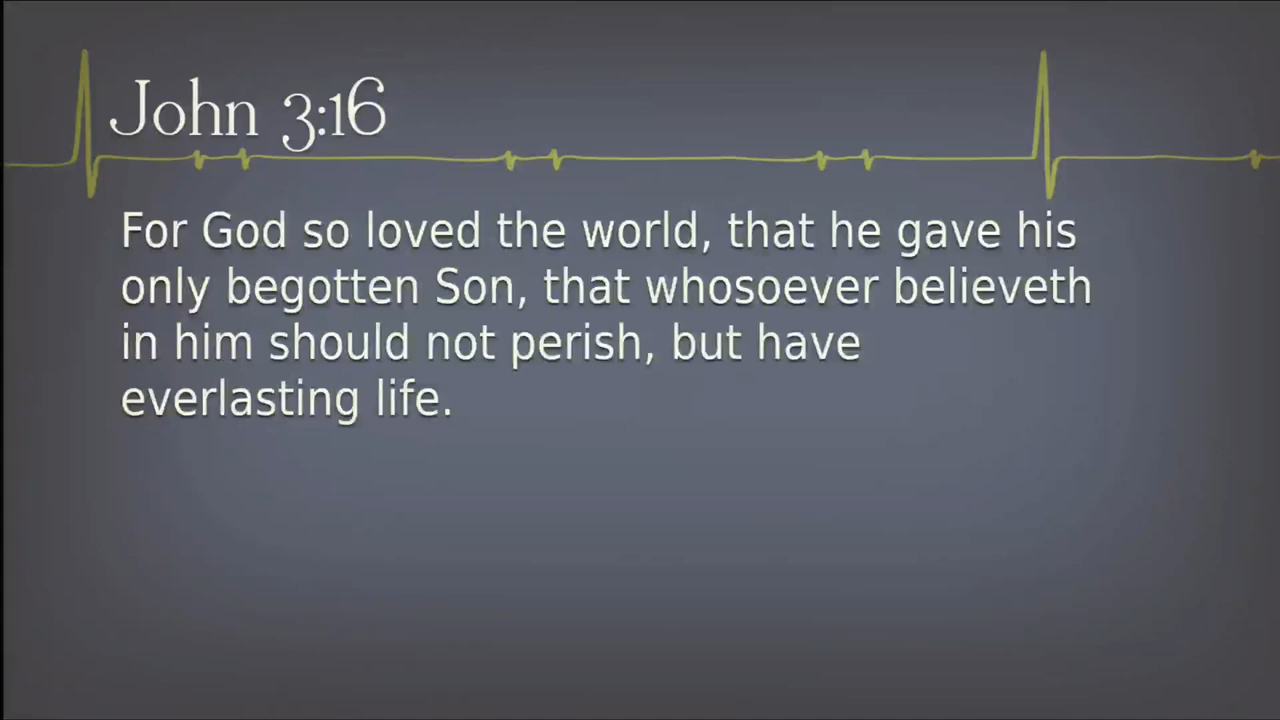 John 3:16
For God so loved the world, that he gave his
only begotten Son, that whosoever believeth
in him should not perish, but have
everlasting life.